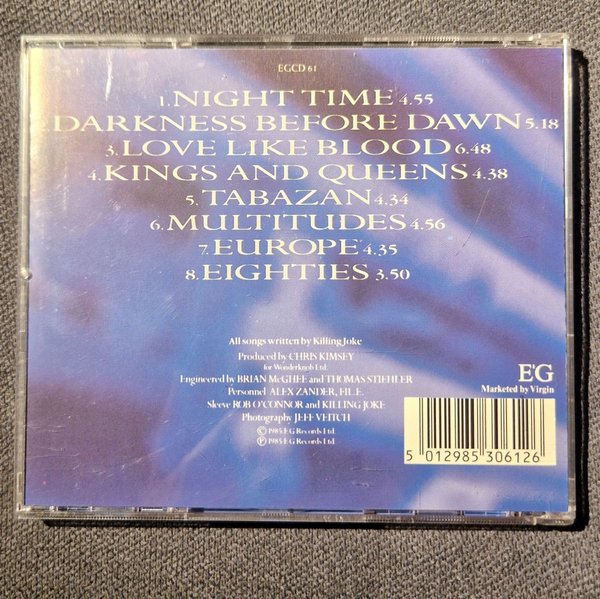 EGCD 61
1. NIGHT TIME 4.55
2. DARKNESS BEFORE DAWN 5.18
3. LOVE LIKE BLOOD 6.48
4. KINGS AND QUEENS 4.38
5. TABAZAN 4.34
6. MULTITUDES 4.56
7. EUROPE 4.35
8. EIGHTIES 3.50
All songs written by Killing Joke
Produced by CHRIS KIMSEY
for Wonderknob Ltd.
Engineered by BRIAN McGHEE and THOMAS STIEHLER
Personnel ALEX ZANDER, H.L.E.
Sleeve ROB O'CONNOR and KILLING JOKE
Photography JEFF VEITCH
© 1985 E G Records Ltd.
℗ 1985 E G Records Ltd.
E'G
Marketed by Virgin
5 012985 306126